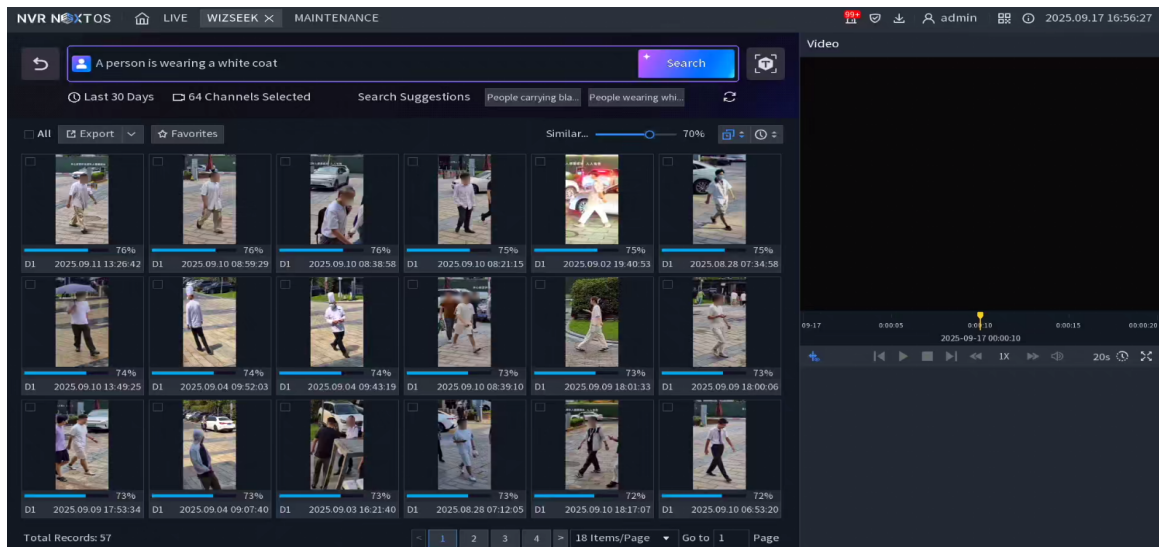 NVR NEXTOS LIVE WIZSEEK MAINTENANCE 99+ admin 2025.09.17 16:56:27
A person is wearing a white coat Search
Last 30 Days 64 Channels Selected Search Suggestions People carrying bla... People wearing whi...
All Export Favorites Similar... 70%
76% 76% 76% 75% 75% 75%
D1 2025.09.11 13:26:42 D1 2025.09.10 08:59:29 D1 2025.09.10 08:38:58 D1 2025.09.10 08:21:15 D1 2025.09.02 19:40:53 D1 2025.08.28 07:34:58
74% 74% 74% 73% 73% 73%
D1 2025.09.10 13:49:25 D1 2025.09.04 09:52:03 D1 2025.09.04 09:43:19 D1 2025.09.10 08:39:10 D1 2025.09.09 18:01:33 D1 2025.09.09 18:00:06
73% 73% 73% 73% 72% 72%
D1 2025.09.09 17:53:34 D1 2025.09.04 09:07:40 D1 2025.09.03 16:21:40 D1 2025.08.28 07:12:05 D1 2025.09.10 18:17:07 D1 2025.09.10 06:53:20
Total Records: 57 < 1 2 3 4 > 18 Items/Page Go to 1 Page
Video
09-17 0:00:05 0:00:10 0:00:15 00:00:20
2025-09-17 00:00:10
1X 20s